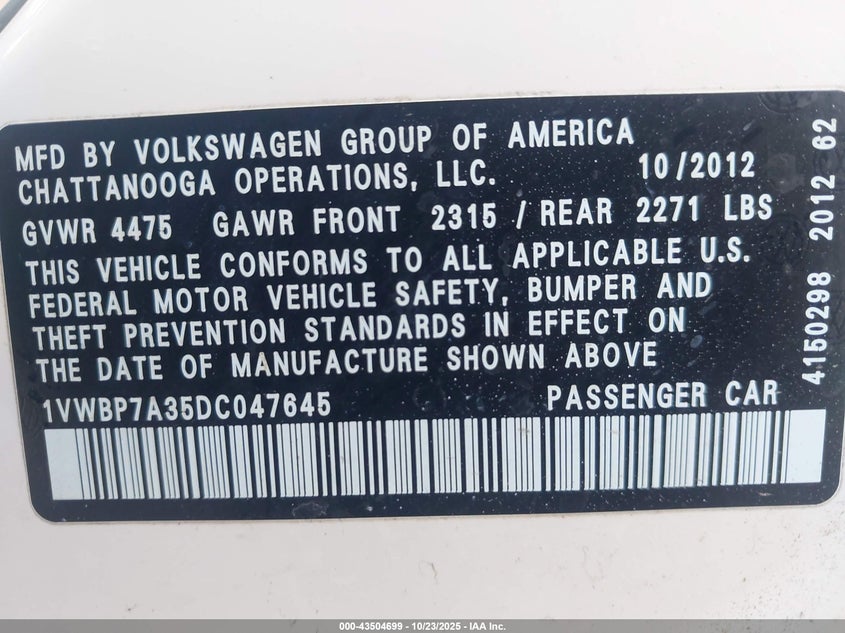 MFD BY VOLKSWAGEN GROUP OF AMERICA
CHATTANOOGA OPERATIONS, LLC. 10/2012
GVWR 4475 GAWR FRONT 2315 / REAR 2271 LBS
THIS VEHICLE CONFORMS TO ALL APPLICABLE U.S.
FEDERAL MOTOR VEHICLE SAFETY, BUMPER AND
THEFT PREVENTION STANDARDS IN EFFECT ON
THE DATE OF MANUFACTURE SHOWN ABOVE
1VWBP7A35DC047645 PASSENGER CAR
4150298 2012 62
000-43504699 - 10/23/2025 - IAA Inc.